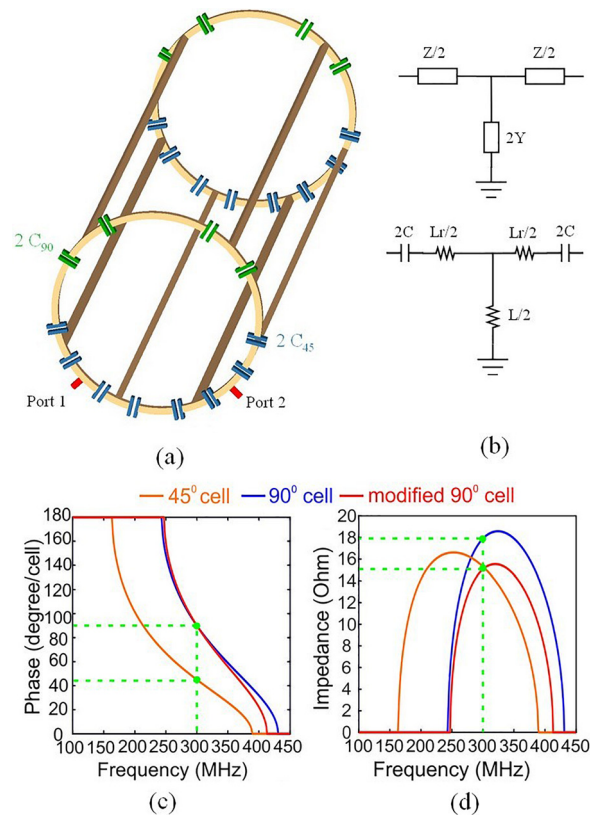 2 C90
2 C45
Port 1
Port 2
(a)
Z/2
Z/2
2Y
2C
Lr/2
Lr/2
2C
L/2
(b)
45⁰ cell
90⁰ cell
modified 90⁰ cell
Phase (degree/cell)
180
160
140
120
100
80
60
40
20
0
100 150 200 250 300 350 400 450
Frequency (MHz)
(c)
Impedance (Ohm)
20
18
16
14
12
10
8
6
4
2
0
100 150 200 250 300 350 400 450
Frequency (MHz)
(d)